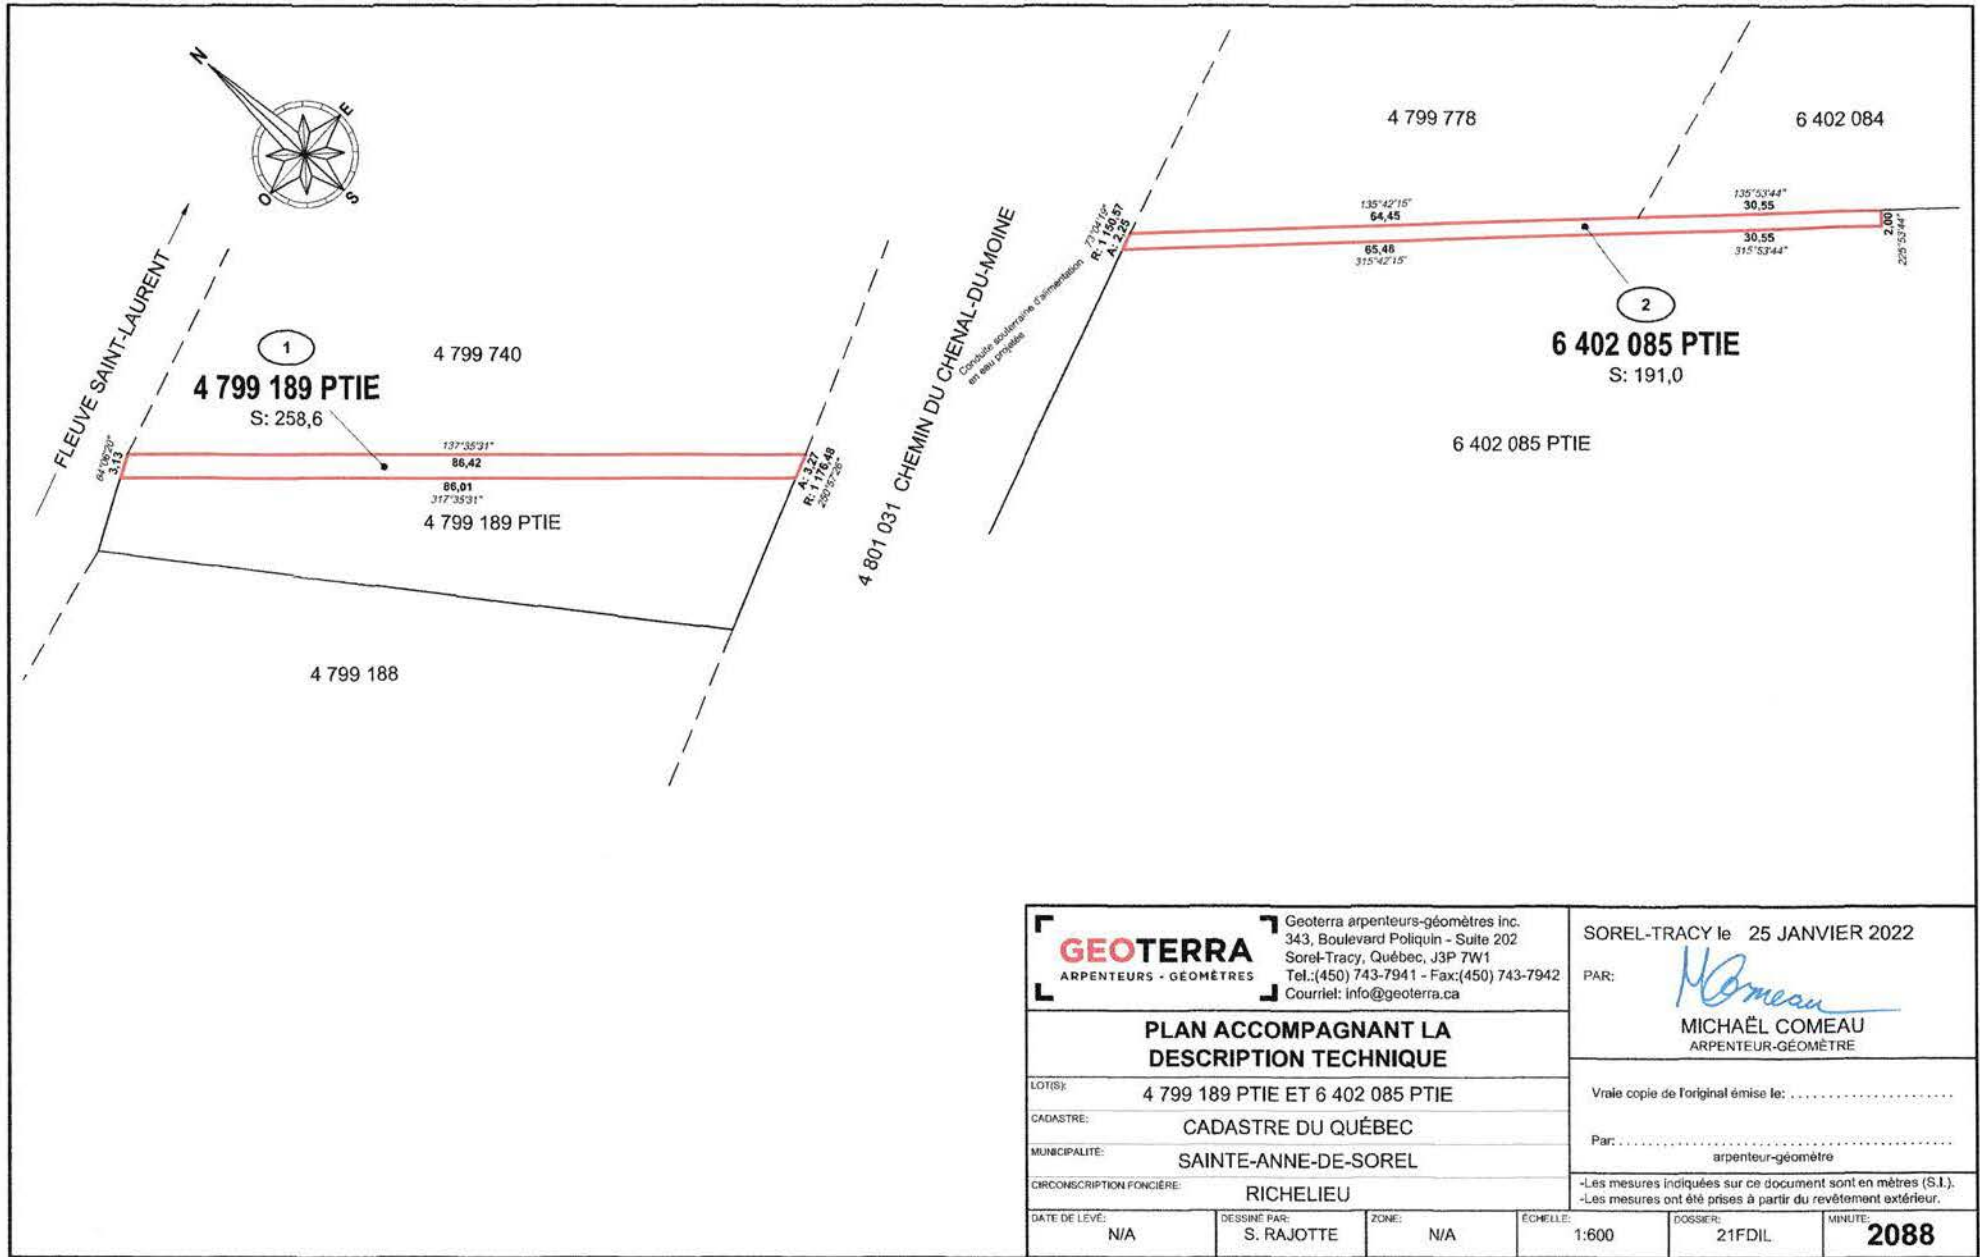 N
E
S
O
FLEUVE SAINT-LAURENT
1
4 799 189 PTIE
S: 258,6
4 799 740
64°06'20"
3,13
137°35'31"
86,42
86,01
317°35'31"
A: 3,27
R: 1 176,48
250°57'26"
4 799 189 PTIE
4 799 188
4 801 031 CHEMIN DU CHENAL-DU-MOINE
Conduite souterraine d'alimentation
en eau projetée
73°04'19"
R: 1 150,57
A: 2,25
4 799 778
6 402 084
135°42'15"
64,45
65,46
315°42'15"
135°53'44"
30,55
30,55
315°53'44"
2,00
225°53'44"
2
6 402 085 PTIE
S: 191,0
6 402 085 PTIE
GEOTERRA
ARPENTEURS - GÉOMÈTRES
Geoterra arpenteurs-géomètres inc.
343, Boulevard Poliquin - Suite 202
Sorel-Tracy, Québec, J3P 7W1
Tel.:(450) 743-7941 - Fax:(450) 743-7942
Courriel: info@geoterra.ca
SOREL-TRACY le 25 JANVIER 2022
PAR:
MComeau
MICHAËL COMEAU
ARPENTEUR-GÉOMÈTRE
PLAN ACCOMPAGNANT LA
DESCRIPTION TECHNIQUE
LOT(S):
4 799 189 PTIE ET 6 402 085 PTIE
CADASTRE:
CADASTRE DU QUÉBEC
MUNICIPALITÉ:
SAINTE-ANNE-DE-SOREL
CIRCONSCRIPTION FONCIÈRE:
RICHELIEU
Vraie copie de l'original émise le: ......................
Par: .............................................
arpenteur-géomètre
-Les mesures indiquées sur ce document sont en mètres (S.I.).
-Les mesures ont été prises à partir du revêtement extérieur.
DATE DE LEVÉ:
N/A
DESSINÉ PAR:
S. RAJOTTE
ZONE:
N/A
ÉCHELLE:
1:600
DOSSIER:
21FDIL
MINUTE:
2088